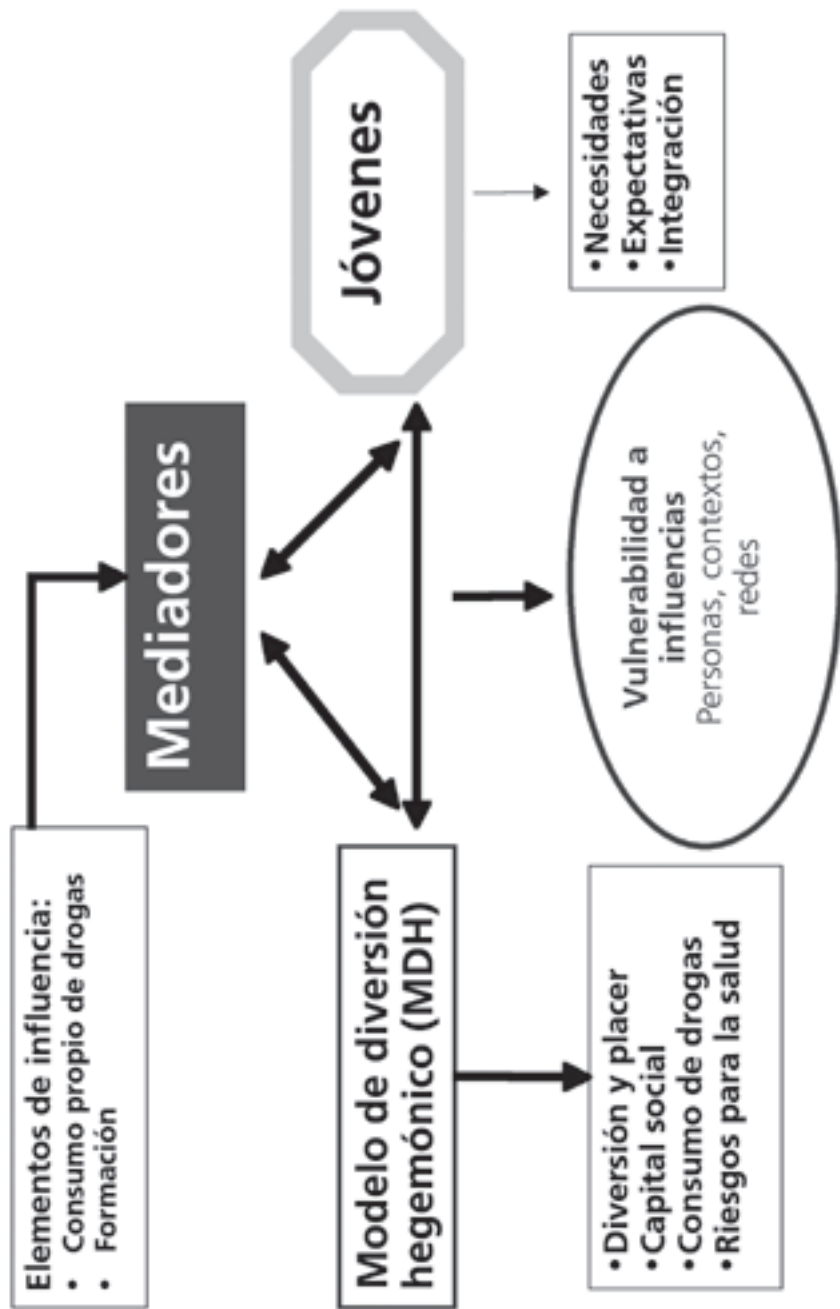 Elementos de influencia:
• Consumo propio de drogas
• Formación
Mediadores
Modelo de diversión
hegemónico (MDH)
Jóvenes
•Diversión y placer
•Capital social
•Consumo de drogas
•Riesgos para la salud
Vulnerabilidad a
influencias
Personas, contextos,
redes
•Necesidades
•Expectativas
•Integración